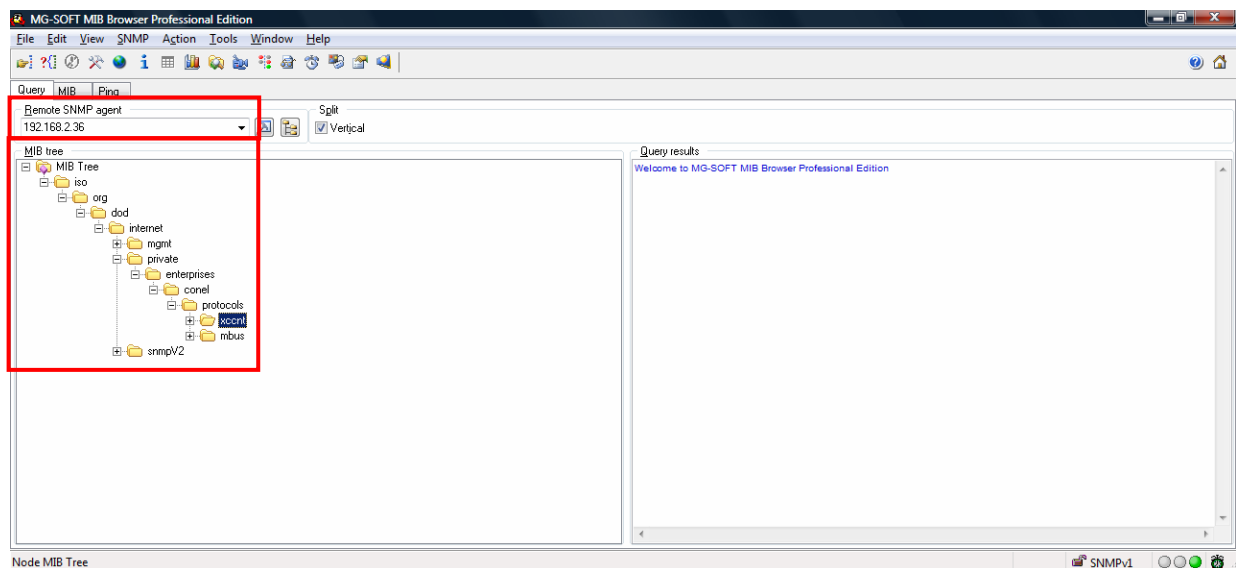 MG-SOFT MIB Browser Professional Edition
File Edit View SNMP Action Tools Window Help
Query MIB Ping
Remote SNMP agent
Split
192.168.2.36
Vertical
MIB tree
Query results
MIB Tree
Welcome to MG-SOFT MIB Browser Professional Edition
iso
org
dod
internet
mgmt
private
enterprises
conel
protocols
xccnt
mbus
snmpV2
Node MIB Tree
SNMPv1